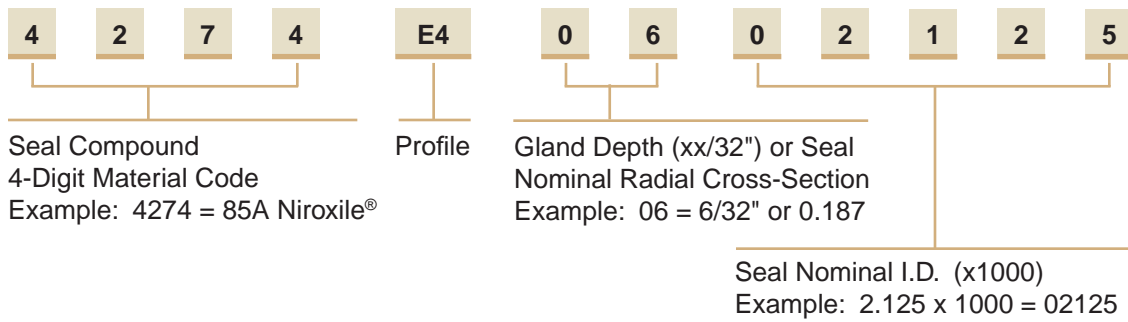 4 2 7 4 E4 0 6 0 2 1 2 5
Seal Compound
4-Digit Material Code
Example: 4274 = 85A Niroxile®
Profile
Gland Depth (xx/32") or Seal
Nominal Radial Cross-Section
Example: 06 = 6/32" or 0.187
Seal Nominal I.D. (x1000)
Example: 2.125 x 1000 = 02125